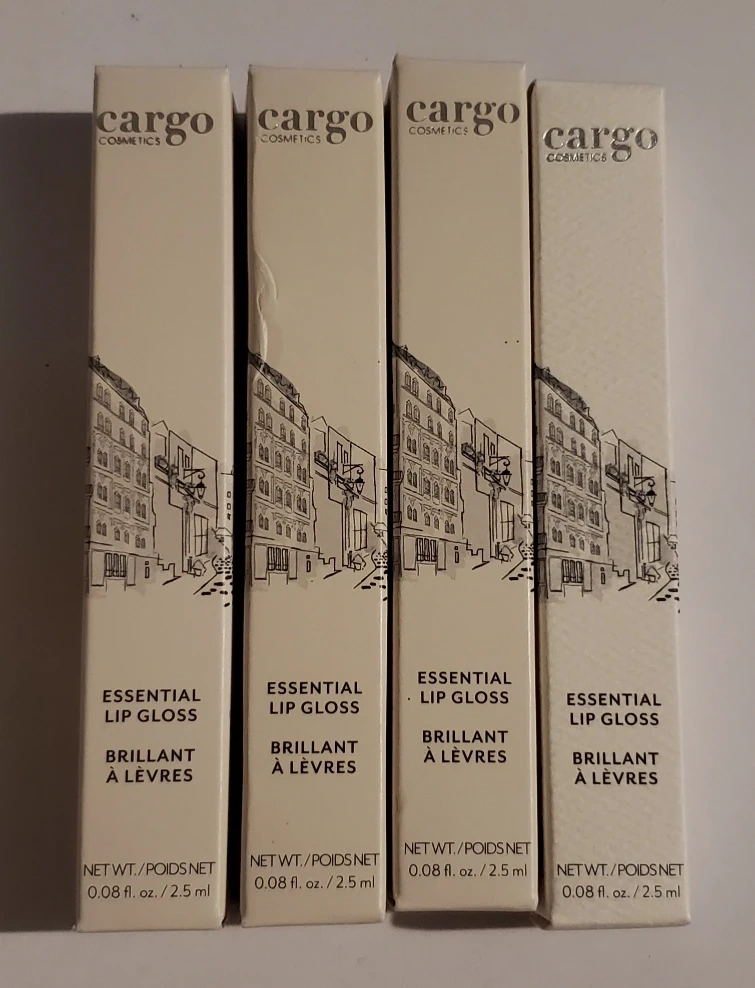 cargo
COSMETICS
ESSENTIAL
LIP GLOSS
BRILLANT
À LÈVRES
NET WT./POIDS NET
0.08 fl. oz. / 2.5 ml
cargo
COSMETICS
ESSENTIAL
LIP GLOSS
BRILLANT
À LÈVRES
NET WT./POIDS NET
0.08 fl. oz. / 2.5 ml
cargo
COSMETICS
ESSENTIAL
LIP GLOSS
BRILLANT
À LÈVRES
NET WT./POIDS NET
0.08 fl. oz. / 2.5 ml
cargo
COSMETICS
ESSENTIAL
LIP GLOSS
BRILLANT
À LÈVRES
NET WT./POIDS NET
0.08 fl. oz. / 2.5 ml